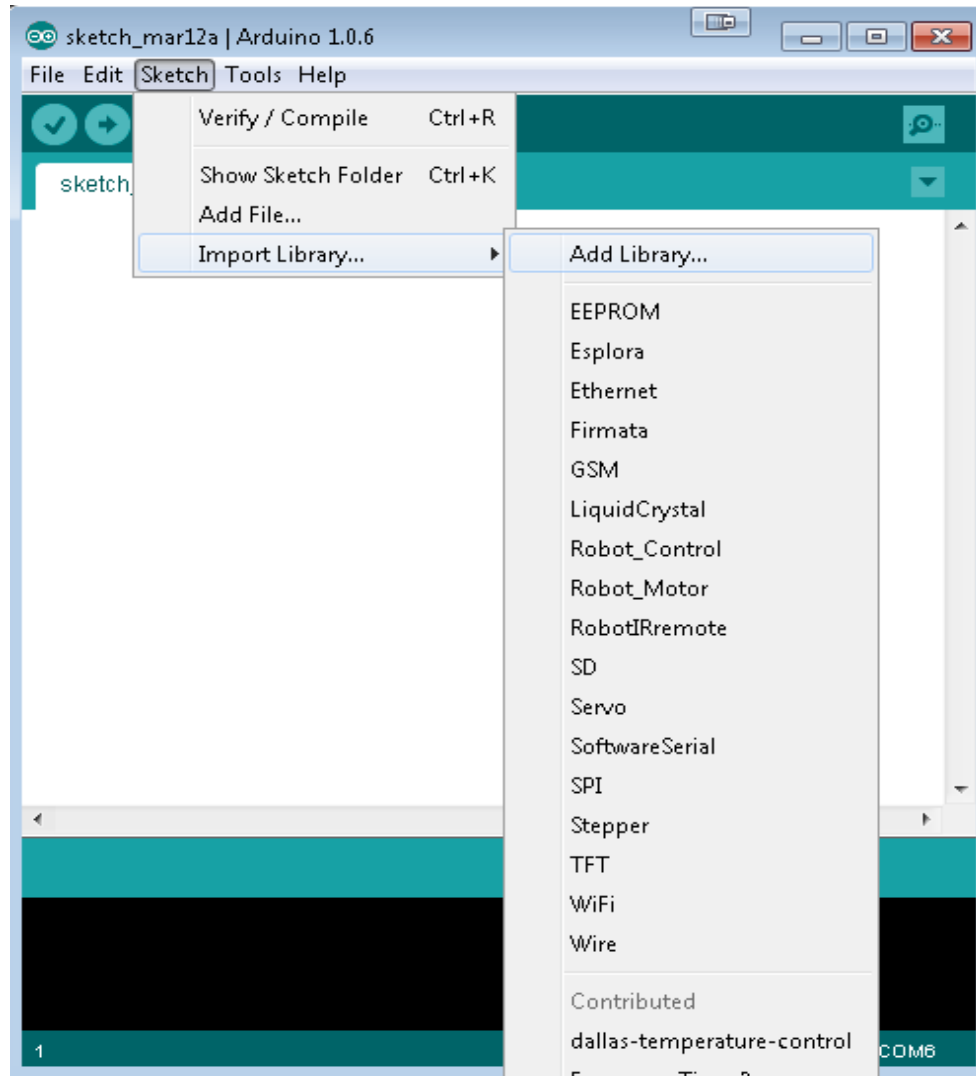 sketch_mar12a | Arduino 1.0.6
File Edit Sketch Tools Help
Verify / Compile Ctrl+R
Show Sketch Folder Ctrl+K
sketch_
Add File...
Import Library...
Add Library...
EEPROM
Esplora
Ethernet
Firmata
GSM
LiquidCrystal
Robot_Control
Robot_Motor
RobotIRremote
SD
Servo
SoftwareSerial
SPI
Stepper
TFT
WiFi
Wire
Contributed
dallas-temperature-control
1 COM6